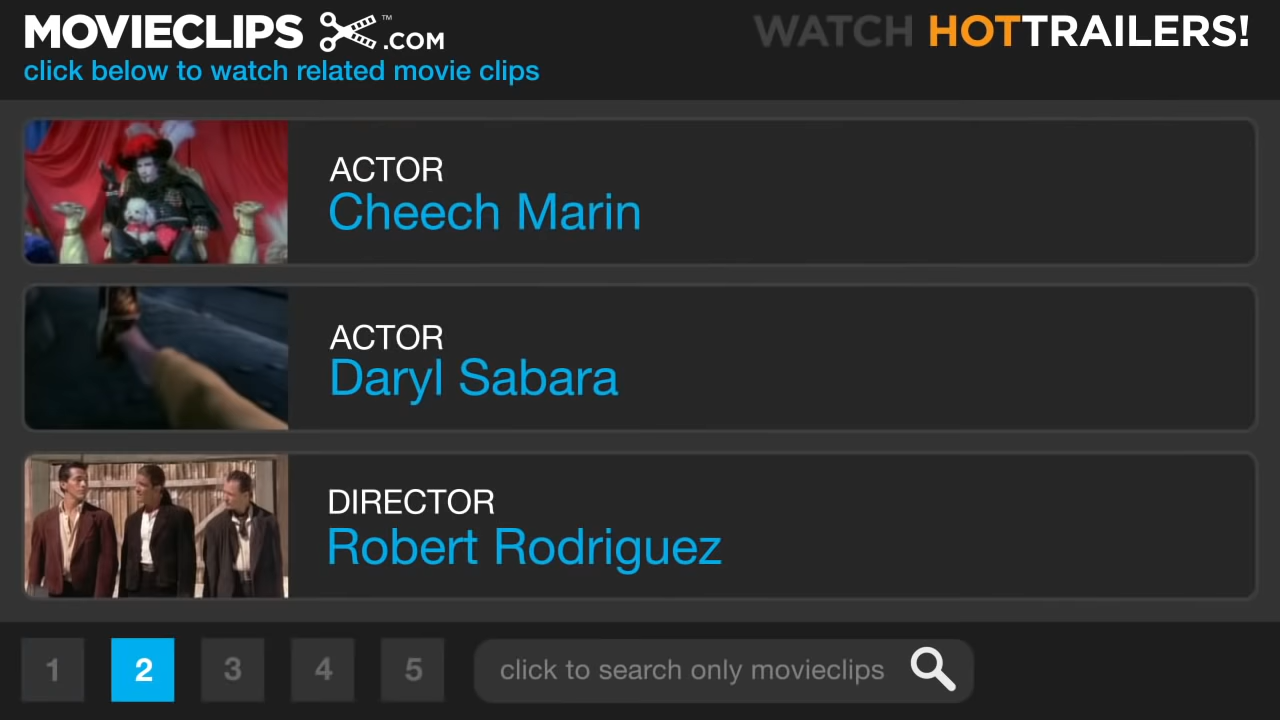 MOVIECLIPS ™.COM
WATCH HOTTRAILERS!
click below to watch related movie clips
ACTOR
Cheech Marin
ACTOR
Daryl Sabara
DIRECTOR
Robert Rodriguez
1 2 3 4 5 click to search only movieclips